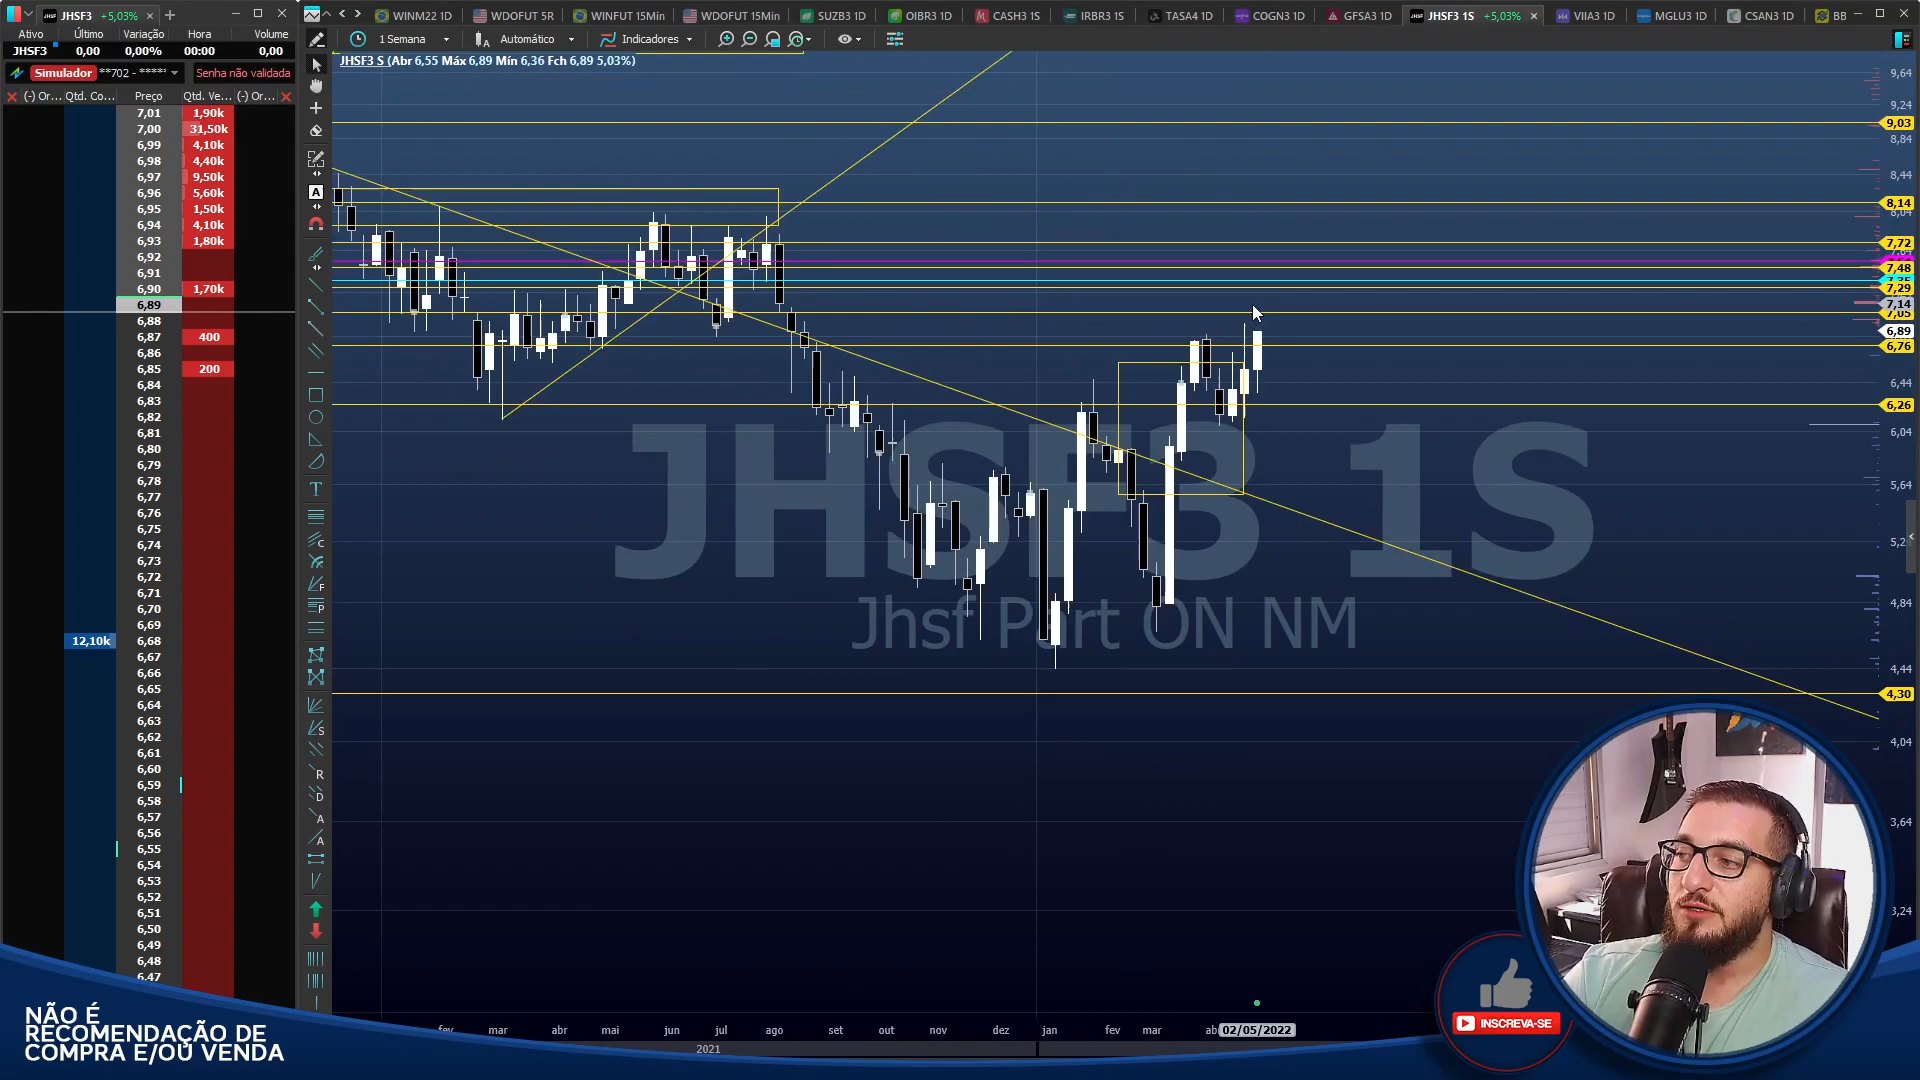 JHSF3 +5,03%
WINM22 1D
WDOFUT 5R
WINFUT 15Min
WDOFUT 15Min
SUZB3 1D
OIBR3 1D
CASH3 1S
IRBR3 1S
TASA4 1D
COGN3 1D
GFSA3 1D
JHSF3 1S +5,03%
VIIA3 1D
MGLU3 1D
CSAN3 1D
BB
Ativo Último Variação Hora Volume
JHSF3 0,00 0,00% 00:00 0,00
1 Semana
Automático
Indicadores
Simulador **702 - ****
Senha não validada
JHSF3 S (Abr 6,55 Máx 6,89 Mín 6,36 Fch 6,89 5,03%)
(-) Or... Qtd. Co... Preço Qtd. Ve... (-) Or...
7,01 1,90k
7,00 31,50k
6,99 4,10k
6,98 4,40k
6,97 9,50k
6,96 5,60k
6,95 1,50k
6,94 4,10k
6,93 1,80k
6,92
6,91
6,90 1,70k
6,89
6,88
6,87 400
6,86
6,85 200
6,84
6,83
6,82
6,81
6,80
6,79
6,78
6,77
6,76
6,75
6,74
6,73
6,72
6,71
6,70
6,69
12,10k 6,68
6,67
6,66
6,65
6,64
6,63
6,62
6,61
6,60
6,59
6,58
6,57
6,56
6,55
6,54
6,53
6,52
6,51
6,50
6,49
6,48
6,47
9,64
9,24
9,03
8,84
8,44
8,14
8,04
7,72
7,48
7,29
7,14
7,05
6,89
6,76
6,44
6,26
6,04
5,64
5,2
4,84
4,44
4,30
4,04
3,64
3,24
JHSF3 1S
Jhsf Part ON NM
fev mar abr mai jun jul ago set out nov dez jan fev mar ab 02/05/2022
2021
NÃO É
RECOMENDAÇÃO DE
COMPRA E/OU VENDA
INSCREVA-SE